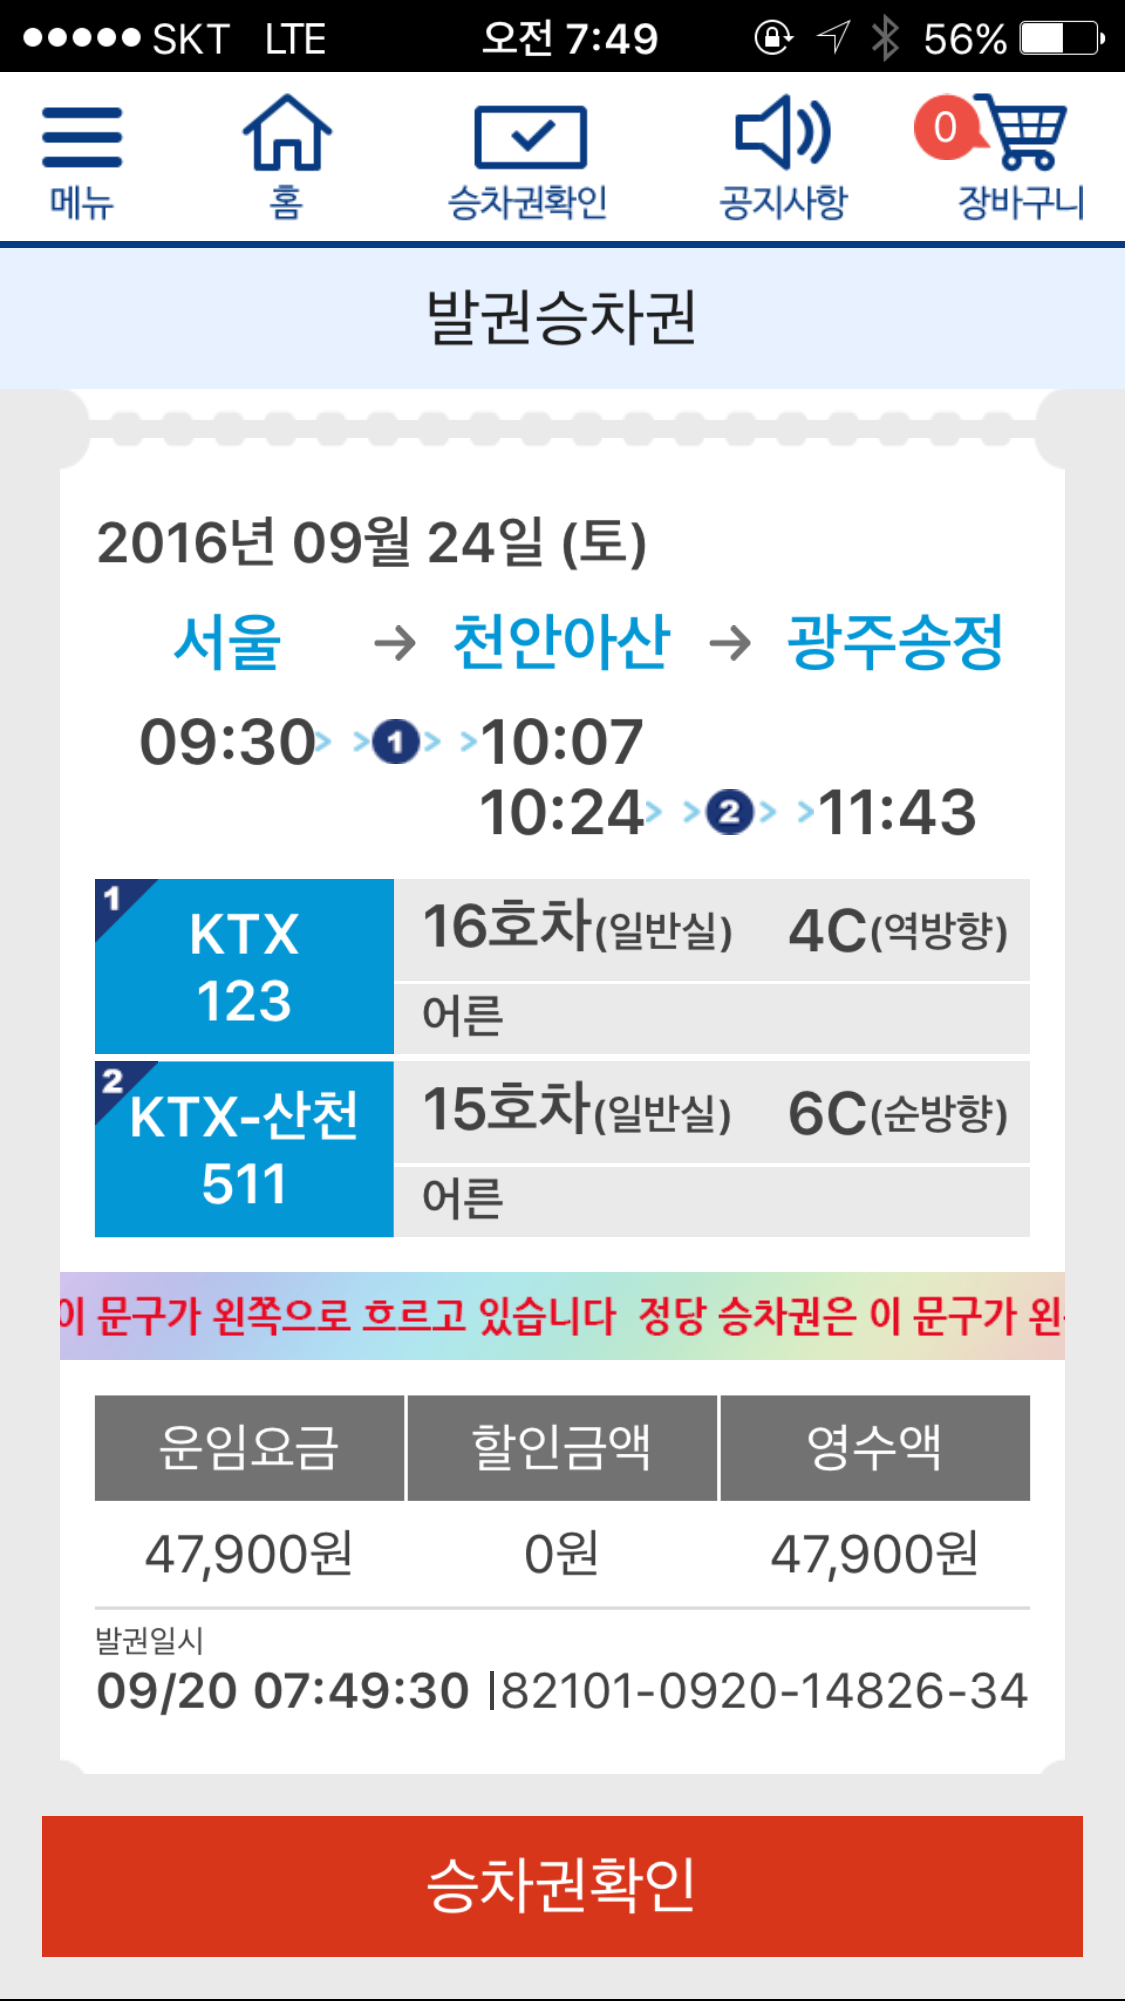 SKT LTE 오전 7:49 56%
메뉴 홈 승차권확인 공지사항 0 장바구니
발권승차권
2016년 09월 24일 (토)
서울 → 천안아산 → 광주송정
09:30 > > 1 > > 10:07
10:24 > > 2 > > 11:43
1 KTX 123
16호차(일반실) 4C(역방향)
어른
2 KTX-산천 511
15호차(일반실) 6C(순방향)
어른
이 문구가 왼쪽으로 흐르고 있습니다 정당 승차권은 이 문구가
운임요금 할인금액 영수액
47,900원 0원 47,900원
발권일시
09/20 07:49:30 |82101-0920-14826-34
승차권확인